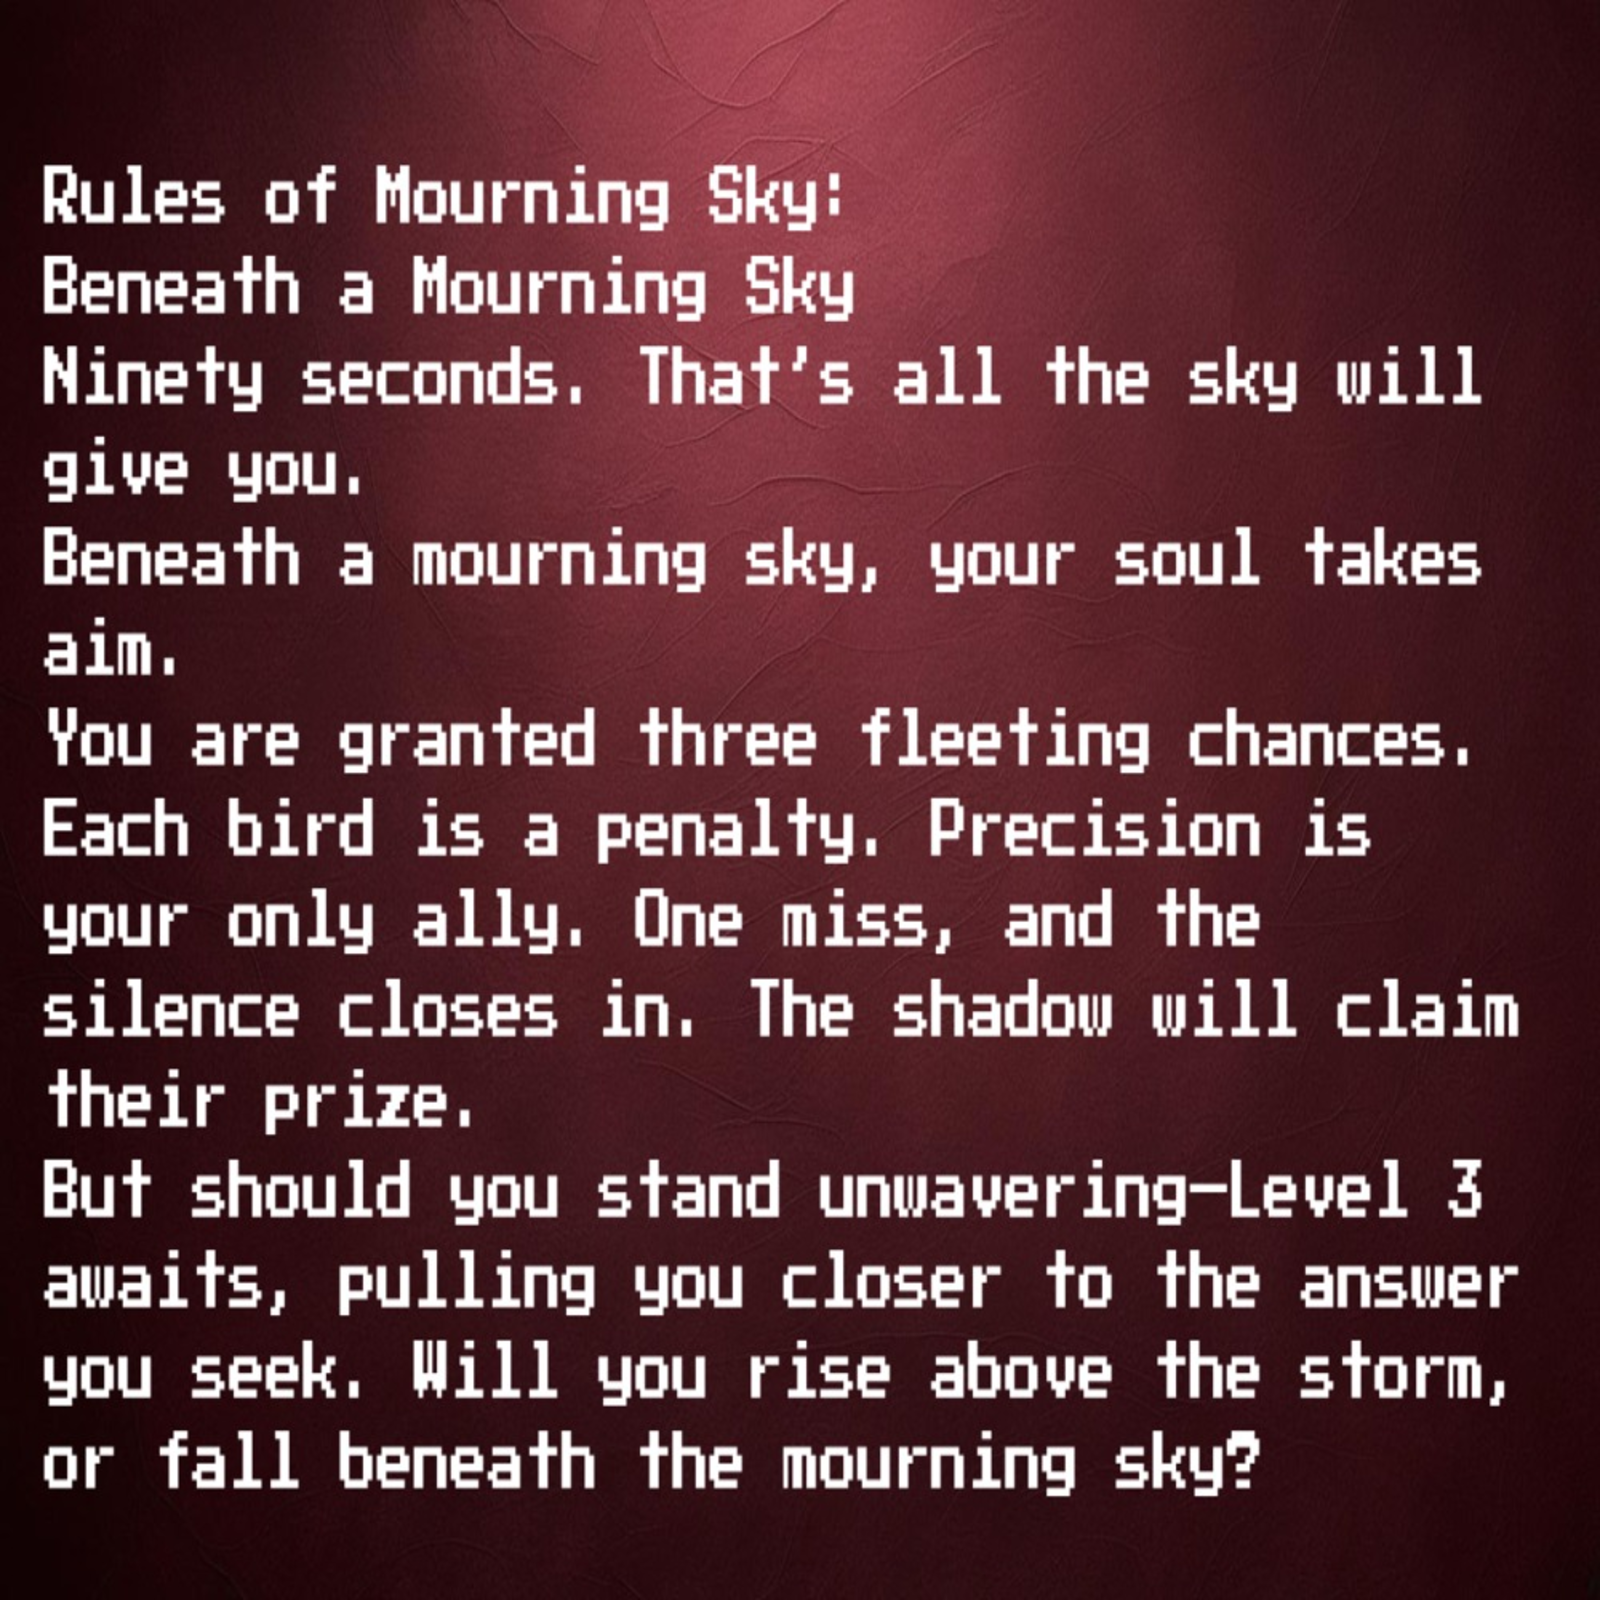 Rules of Mourning Sky:
Beneath a Mourning Sky
Ninety seconds. That's all the sky will
give you.
Beneath a mourning sky, your soul takes
aim.
You are granted three fleeting chances.
Each bird is a penalty. Precision is
your only ally. One miss, and the
silence closes in. The shadow will claim
their prize.
But should you stand unwavering—Level 3
awaits, pulling you closer to the answer
you seek. Will you rise above the storm,
or fall beneath the mourning sky?